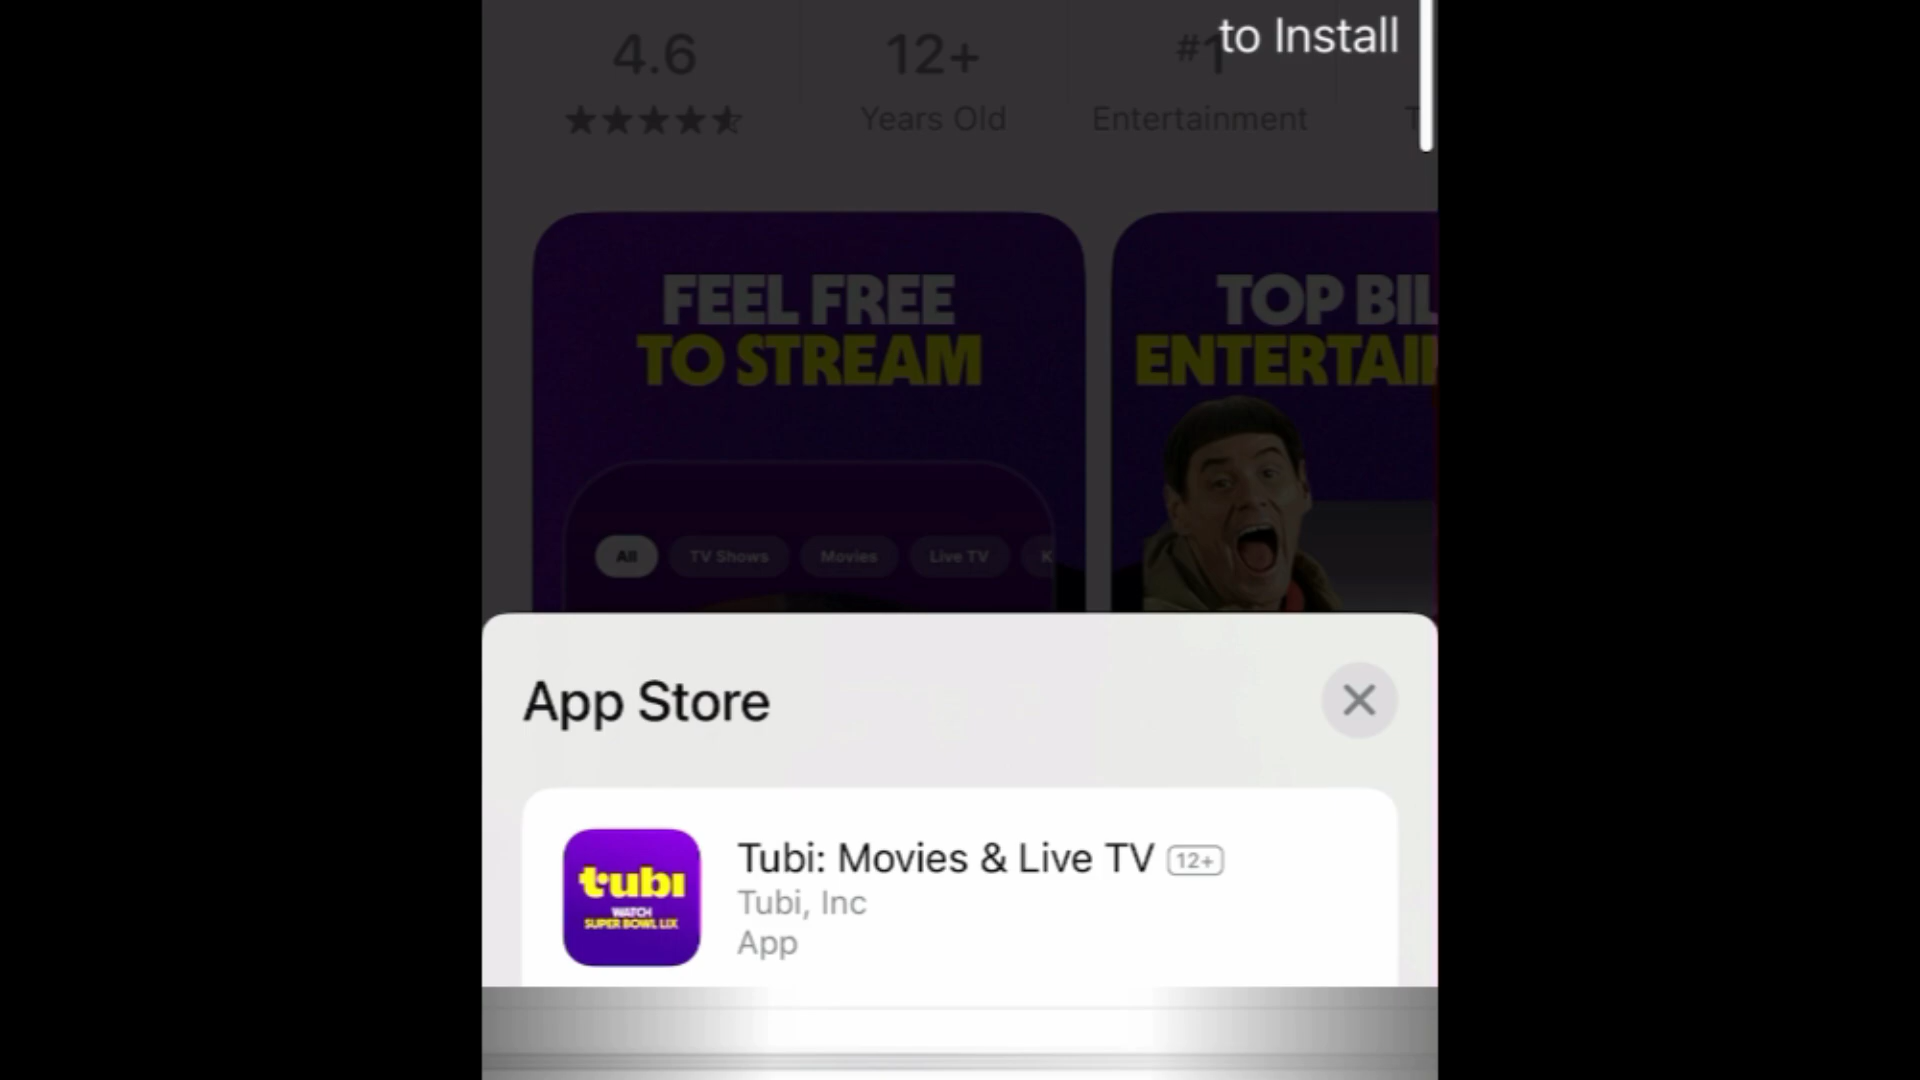 to Install
4.6
12+
#1
Years Old
Entertainment
FEEL FREE
TO STREAM
TOP BIL
ENTERTAI
All
TV Shows
Movies
Live TV
K
App Store
Tubi: Movies & Live TV 12+
Tubi, Inc
App
tubi
WATCH
SUPER BOWL LIX